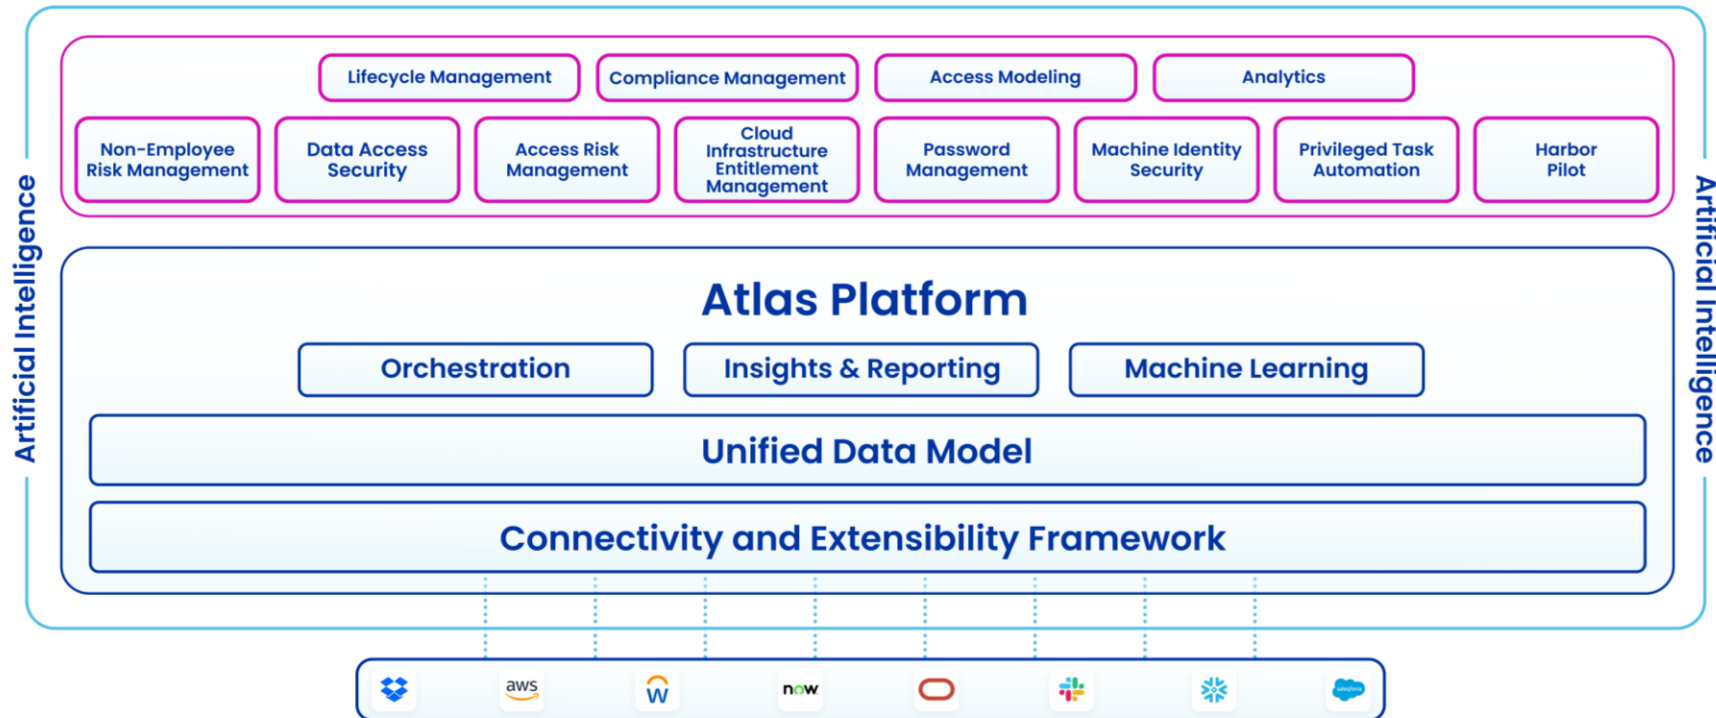 Lifecycle Management
Compliance Management
Access Modeling
Analytics
Non-Employee
Risk Management
Data Access
Security
Access Risk
Management
Cloud
Infrastructure
Entitlement
Management
Password
Management
Machine Identity
Security
Privileged Task
Automation
Harbor
Pilot
Artificial Intelligence
Artificial Intelligence
Atlas Platform
Orchestration
Insights & Reporting
Machine Learning
Unified Data Model
Connectivity and Extensibility Framework
aws
W
now
salesforce